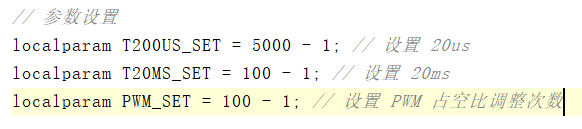 // 参数设置
localparam T200US_SET = 5000 - 1; // 设置 20us
localparam T20MS_SET = 100 - 1; // 设置 20ms
localparam PWM_SET = 100 - 1; // 设置 PWM 占空比调整次数